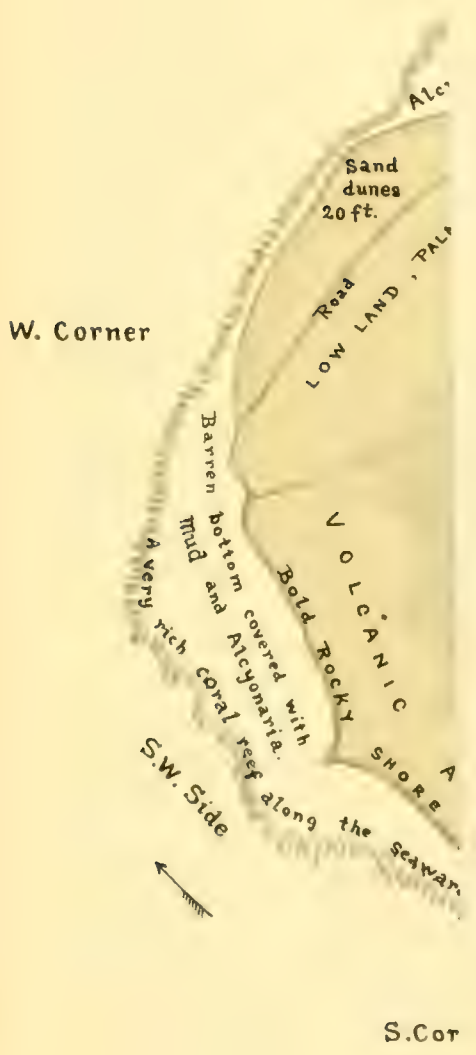 Alc
Sand
dunes
20 ft.
Road
LOW LAND, PALA
W. Corner
Barren bottom covered with
Mud and Alcyonaria.
VOLCANIC A
BOLD ROCKY SHORE
A very rich coral reef along the seawar
S.W. Side
S. Cor